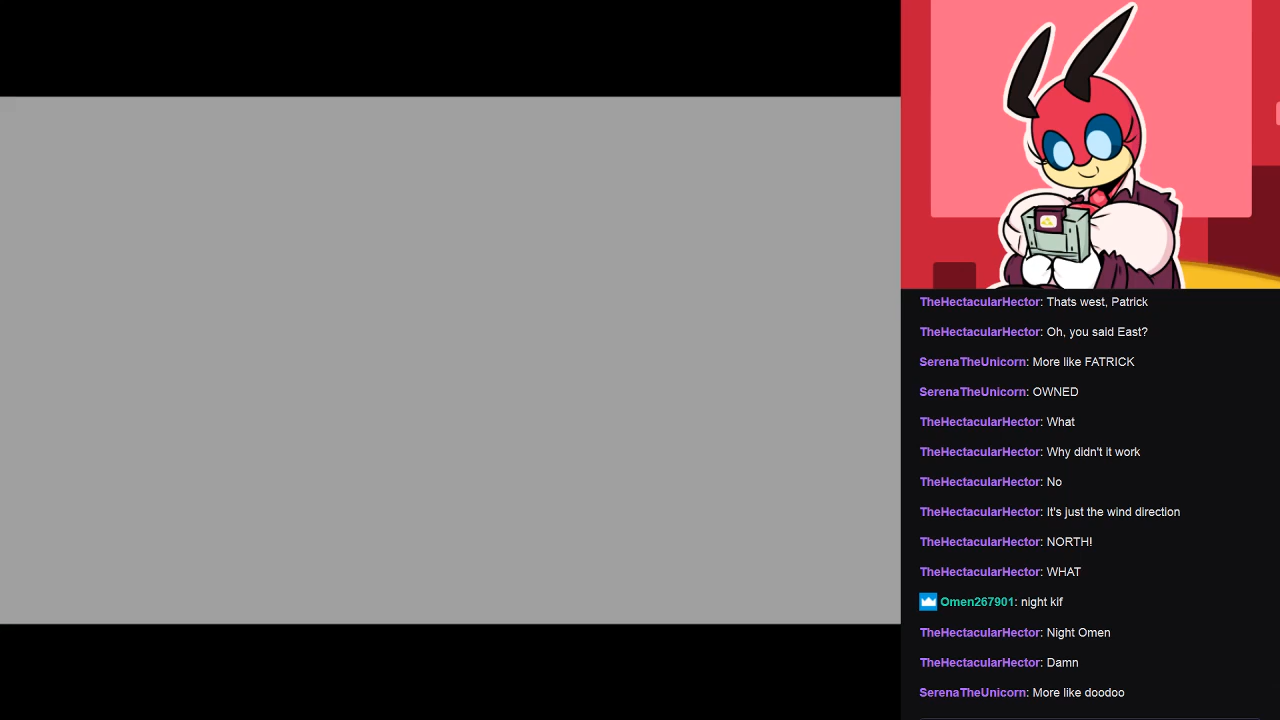 TheHectacularHector: Thats west, Patrick
TheHectacularHector: Oh, you said East?
SerenaTheUnicorn: More like FATRICK
SerenaTheUnicorn: OWNED
TheHectacularHector: What
TheHectacularHector: Why didn't it work
TheHectacularHector: No
TheHectacularHector: It's just the wind direction
TheHectacularHector: NORTH!
TheHectacularHector: WHAT
Omen267901: night kif
TheHectacularHector: Night Omen
TheHectacularHector: Damn
SerenaTheUnicorn: More like doodoo